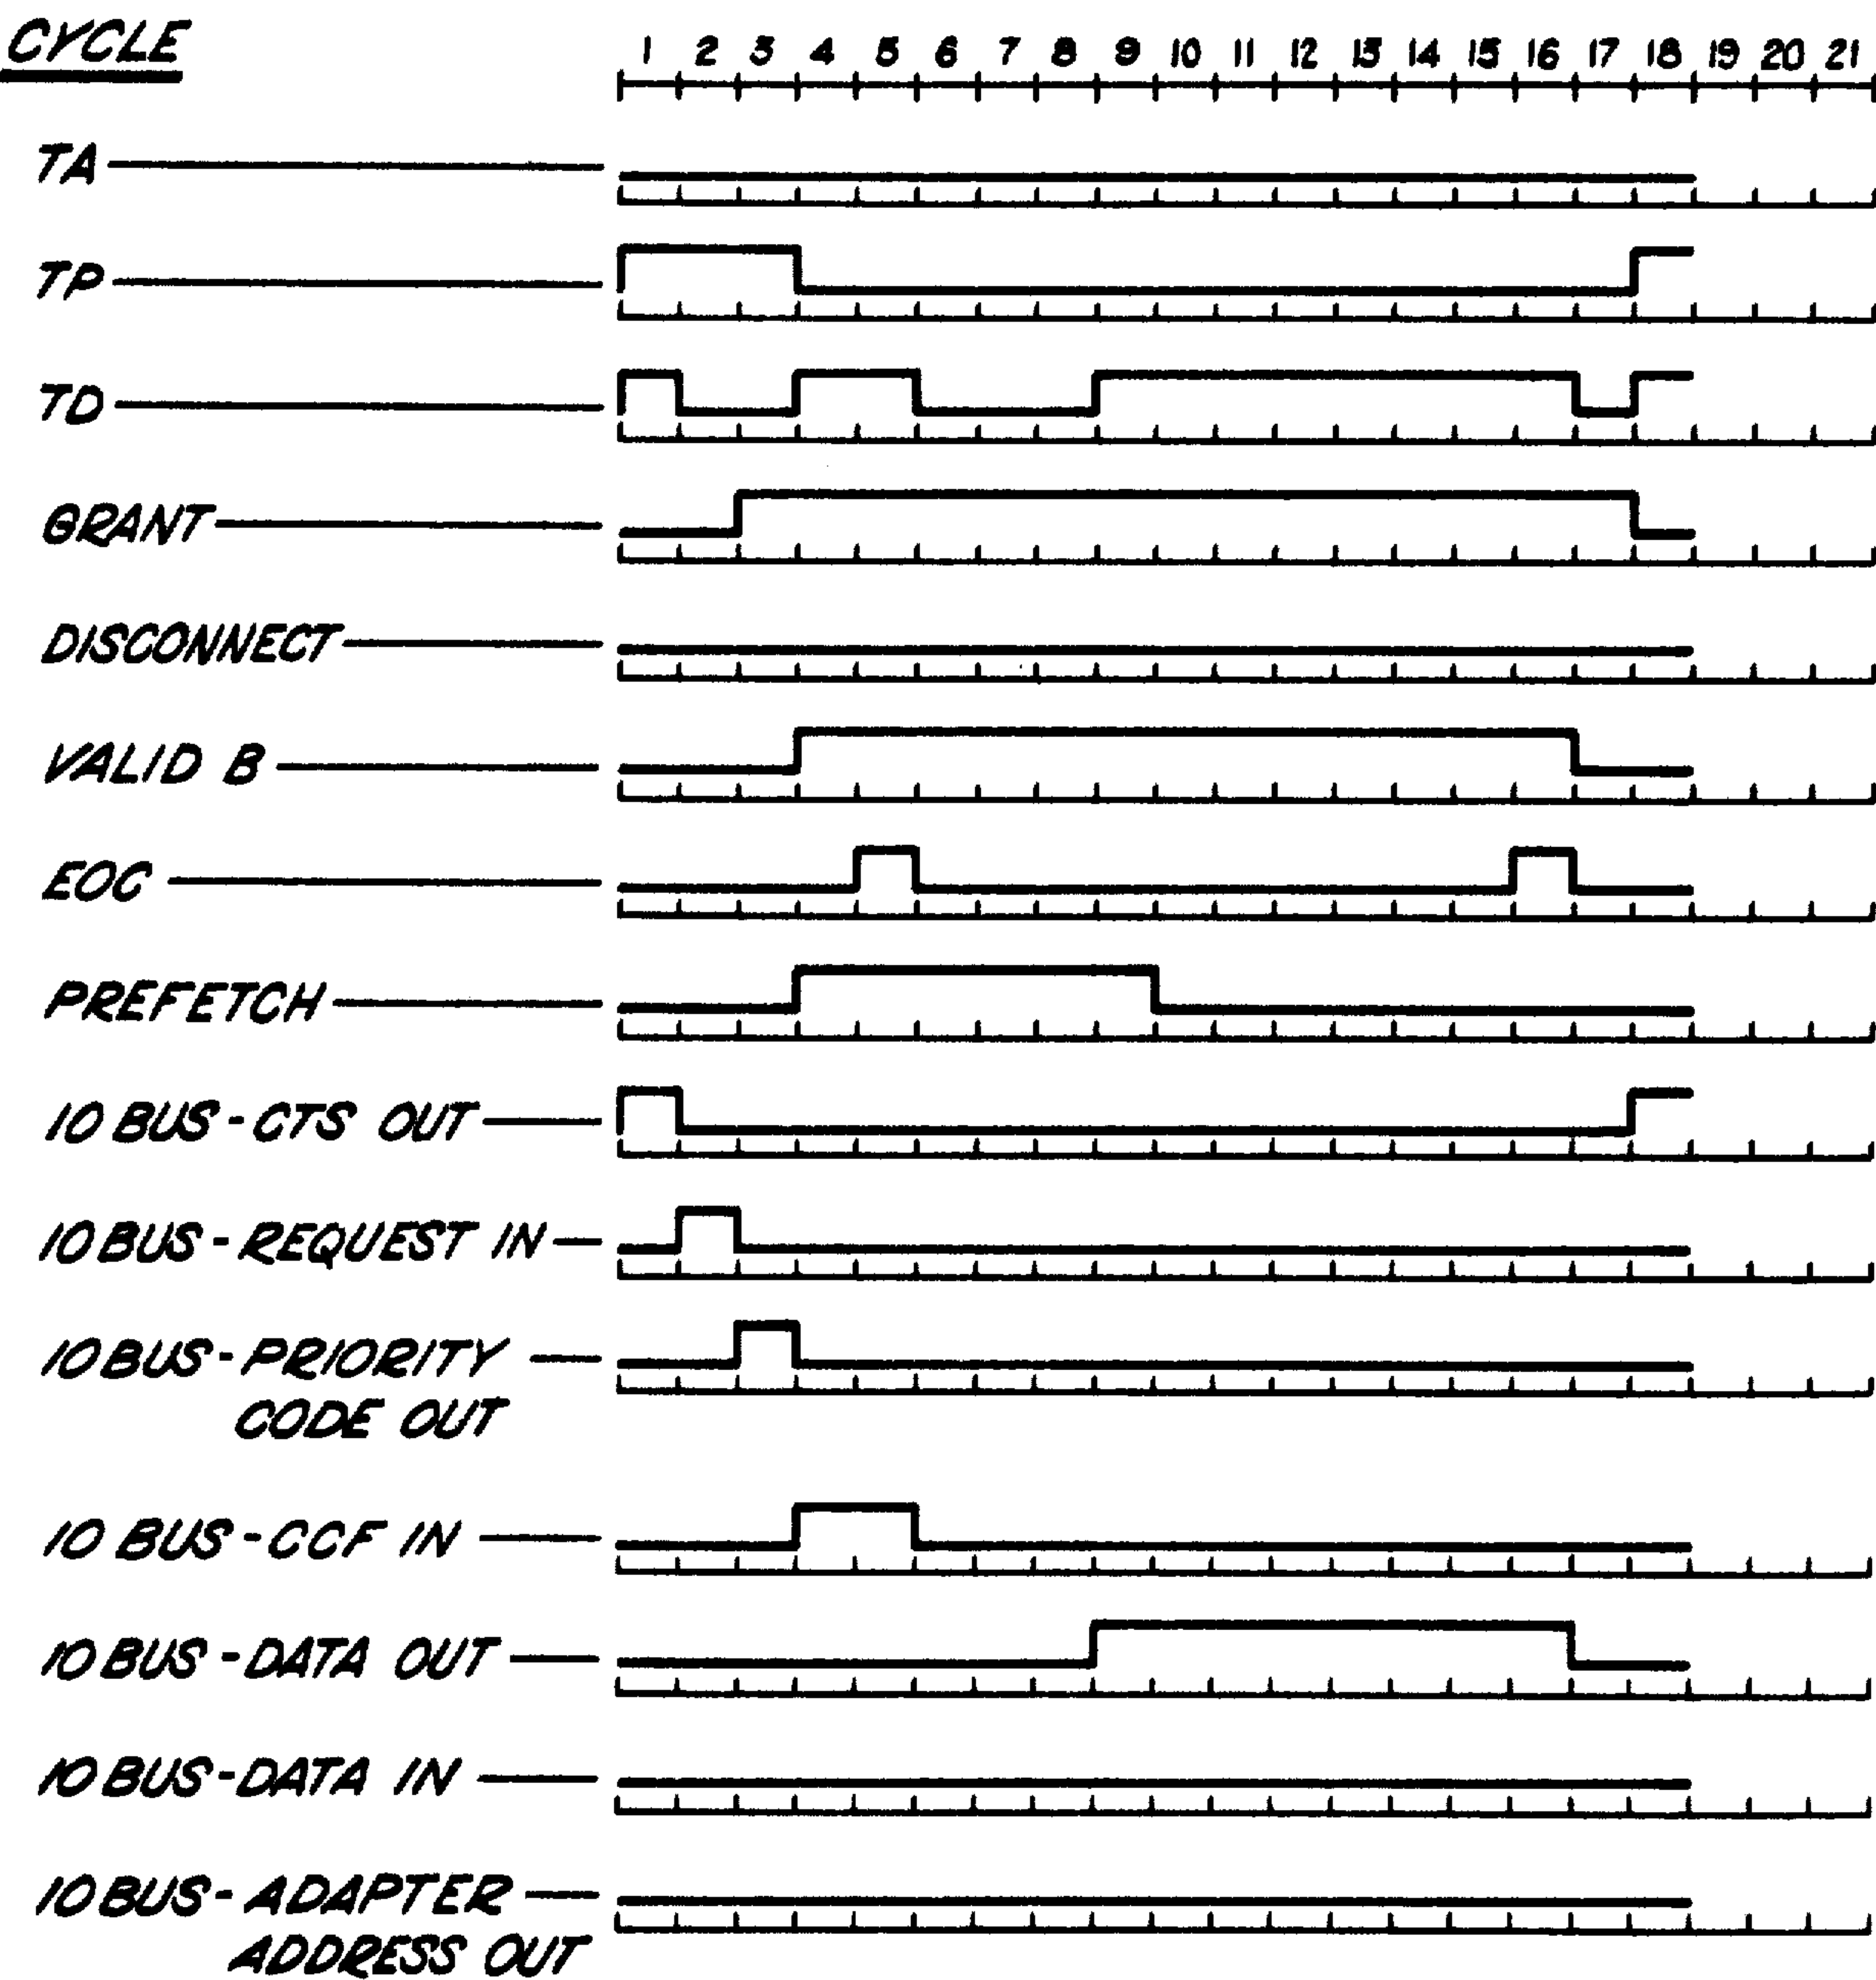 CYCLE
1 2 3 4 5 6 7 8 9 10 11 12 13 14 15 16 17 18 19 20 21
TA
TP
TD
GRANT
DISCONNECT
VALID B
EOC
PREFETCH
IO BUS - CTS OUT
IO BUS - REQUEST IN
IO BUS - PRIORITY
CODE OUT
IO BUS - CCF IN
IO BUS - DATA OUT
IO BUS - DATA IN
IO BUS - ADAPTER
ADDRESS OUT